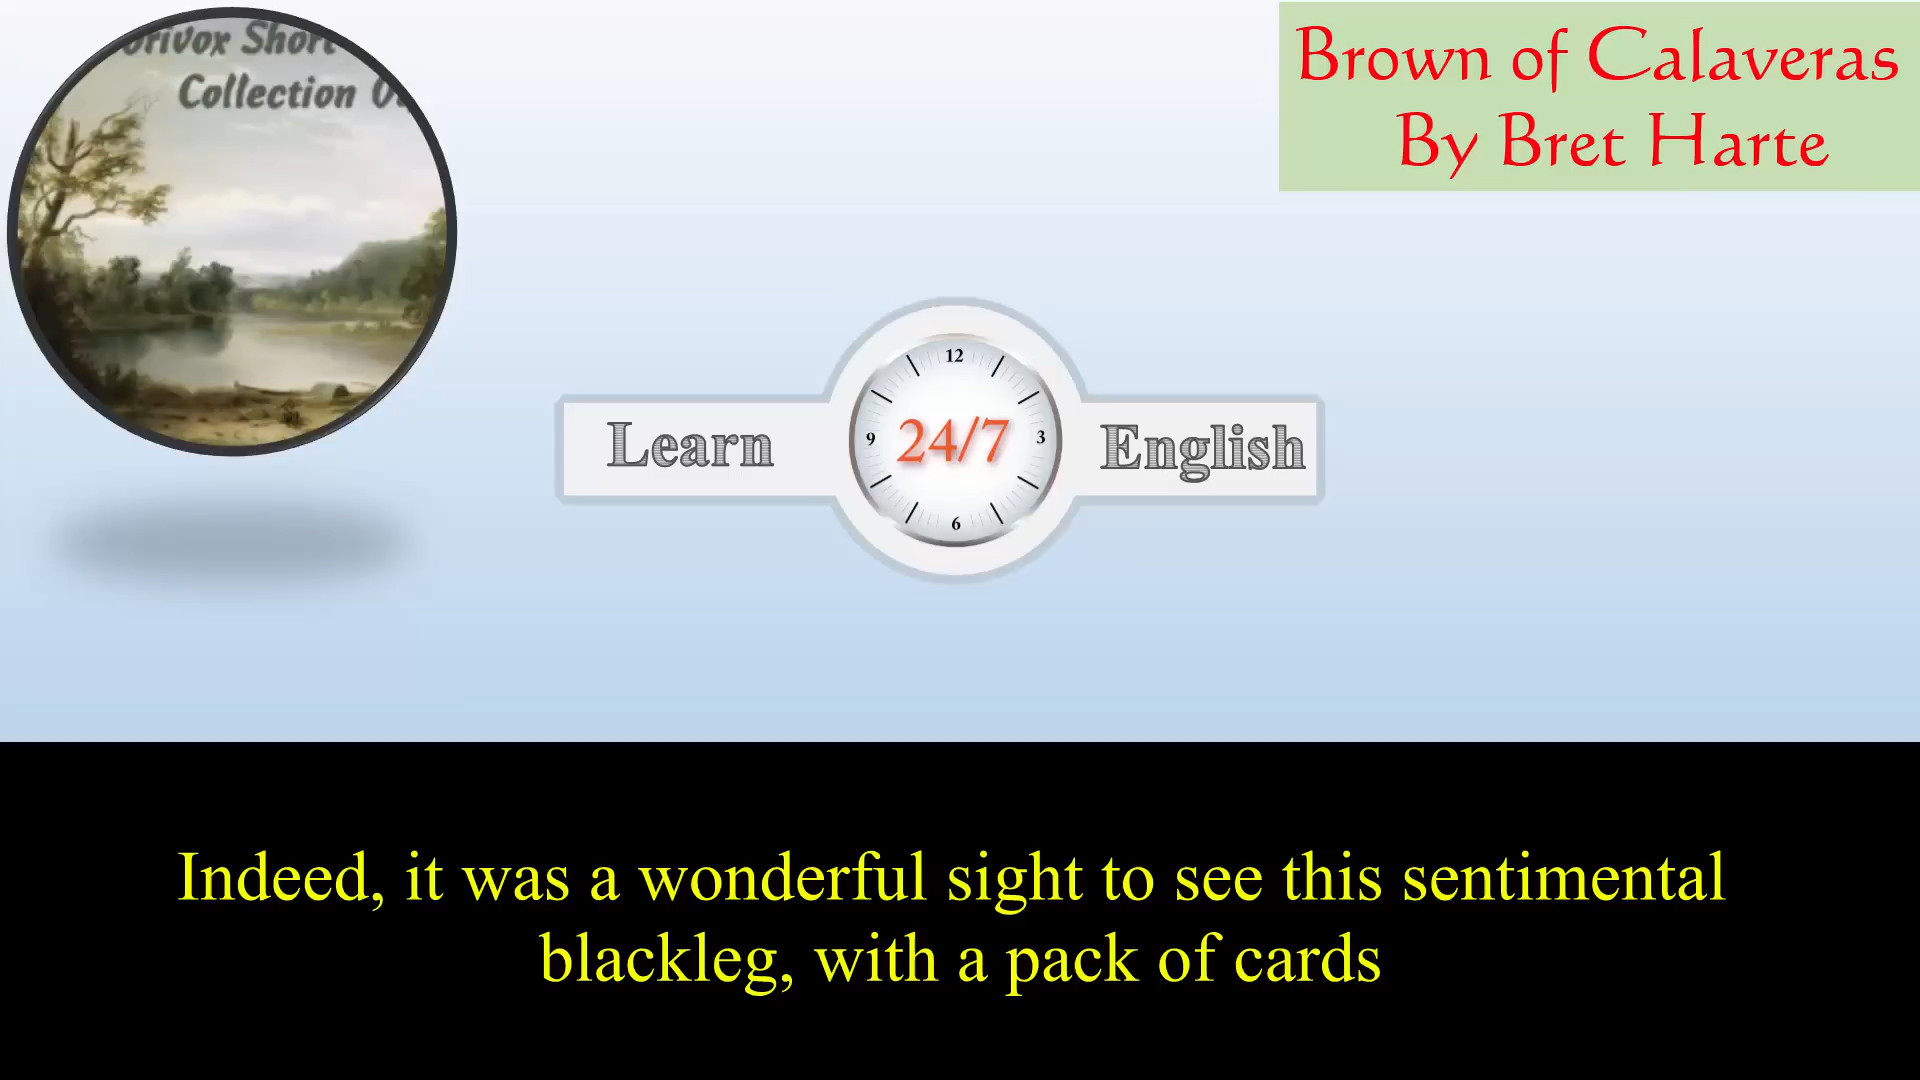 Short
Collection
Brown of Calaveras
By Bret Harte
12
9
3
6
Learn
24/7
English
Indeed, it was a wonderful sight to see this sentimental
blackleg, with a pack of cards